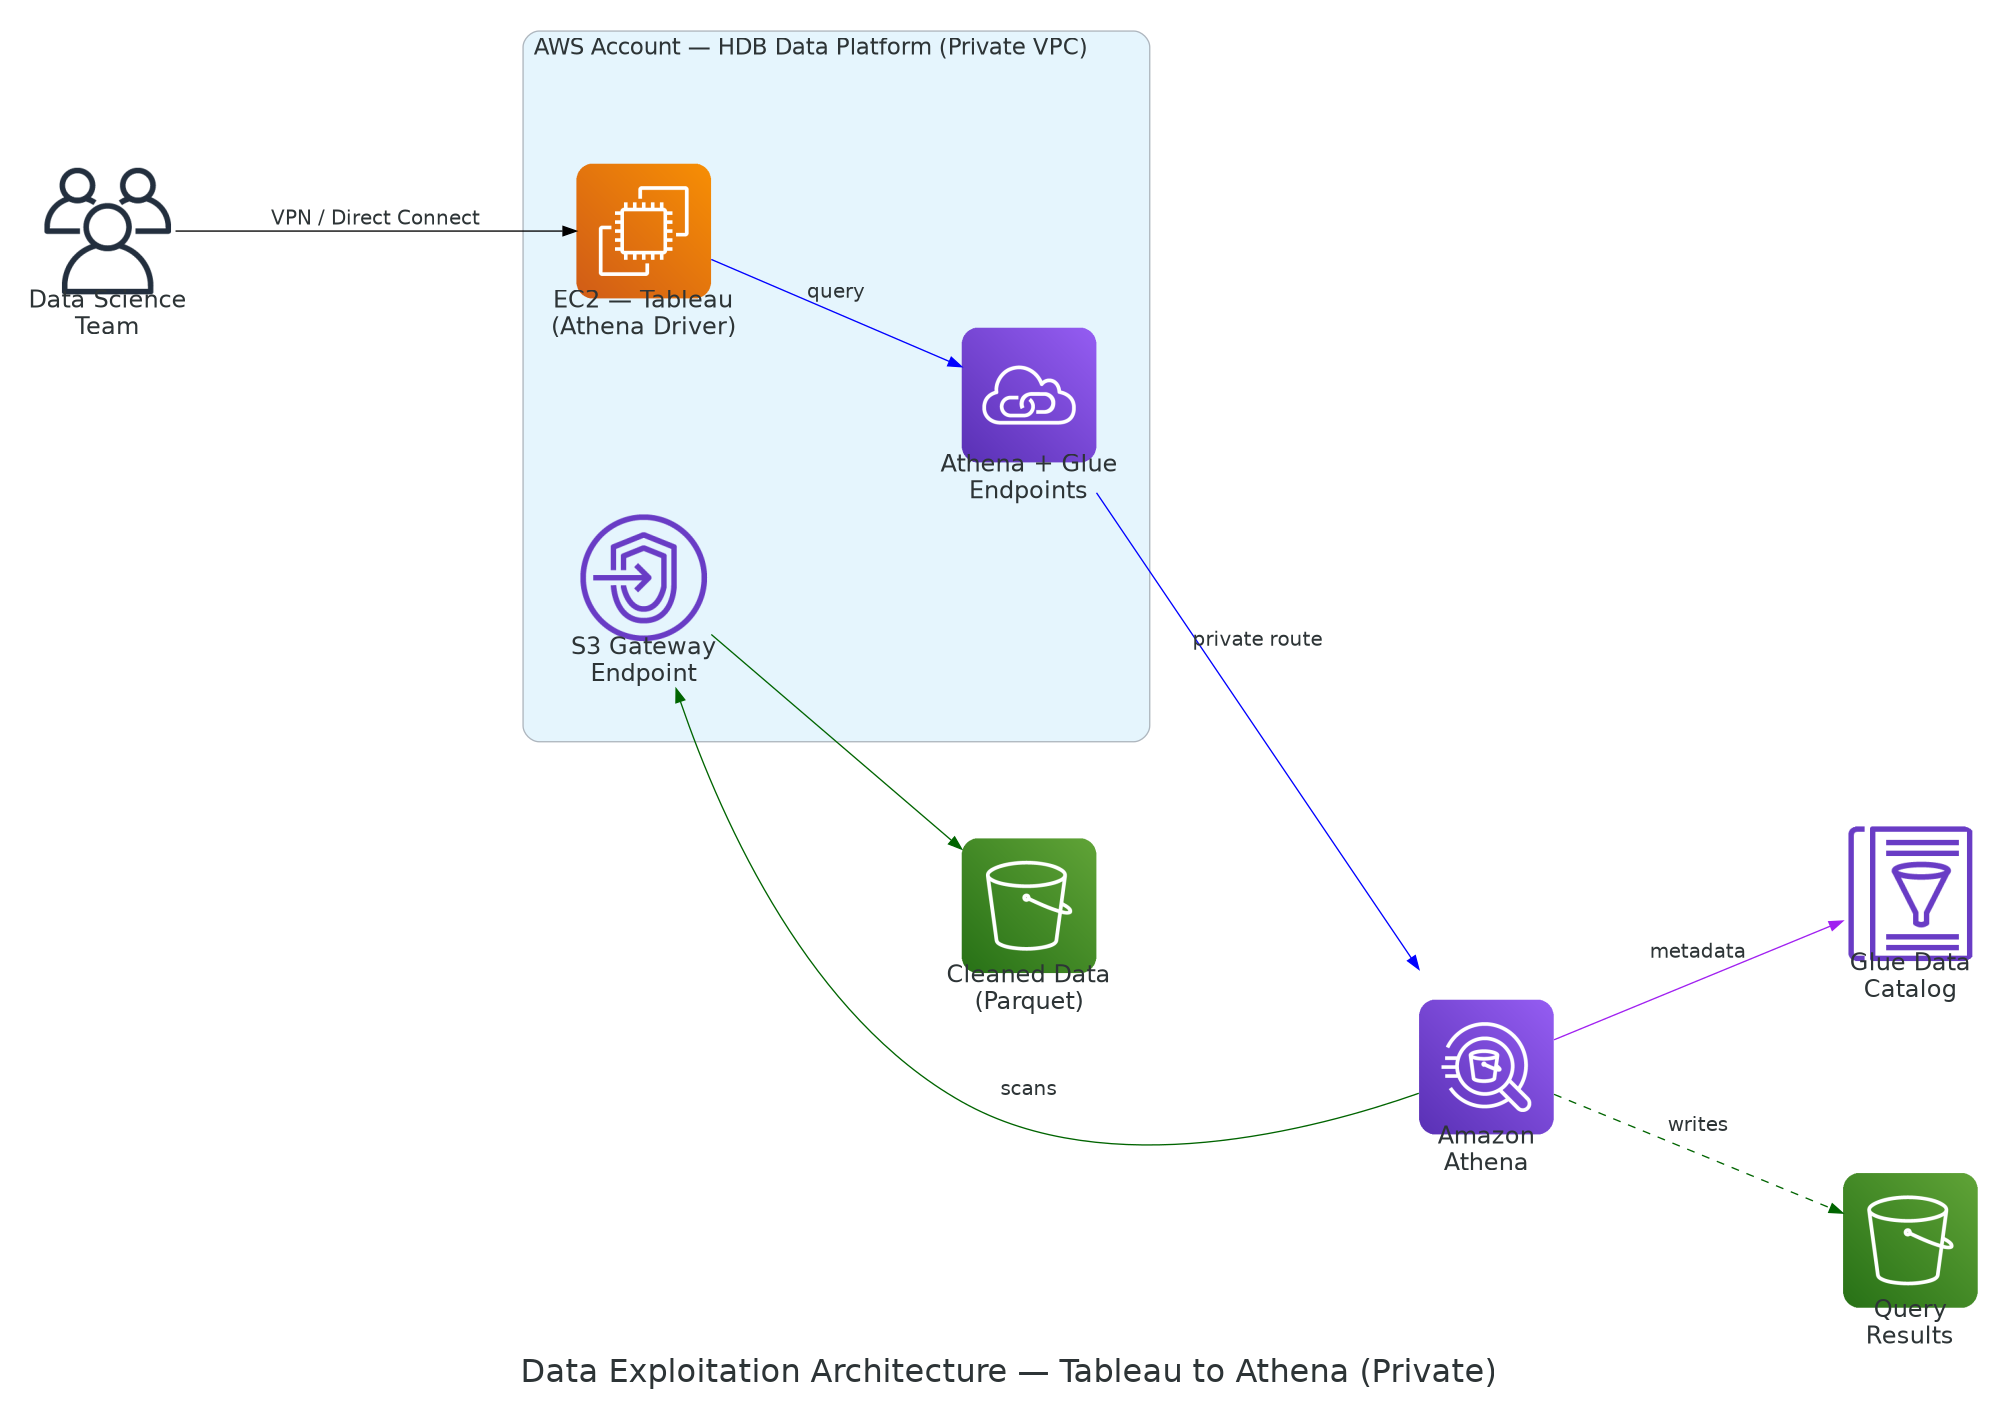 AWS Account — HDB Data Platform (Private VPC)
VPN / Direct Connect
Data Science
Team
EC2 — Tableau
(Athena Driver)
query
Athena + Glue
Endpoints
S3 Gateway
Endpoint
private route
Cleaned Data
(Parquet)
metadata
Glue Data
Catalog
scans
Amazon
Athena
writes
Query
Results
Data Exploitation Architecture — Tableau to Athena (Private)